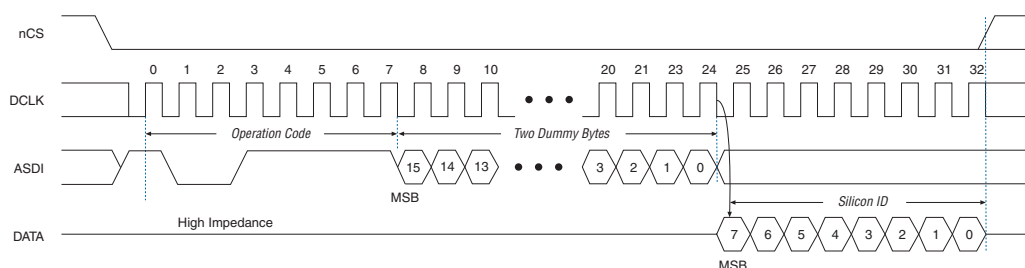 nCS
0 1 2 3 4 5 6 7 8 9 10 20 21 23 24 25 26 27 28 29 30 31 32
DCLK
Operation Code Two Dummy Bytes
ASDI
15 14 13 3 2 1 0
MSB
Silicon ID
High Impedance
DATA
7 6 5 4 3 2 1 0
MSB